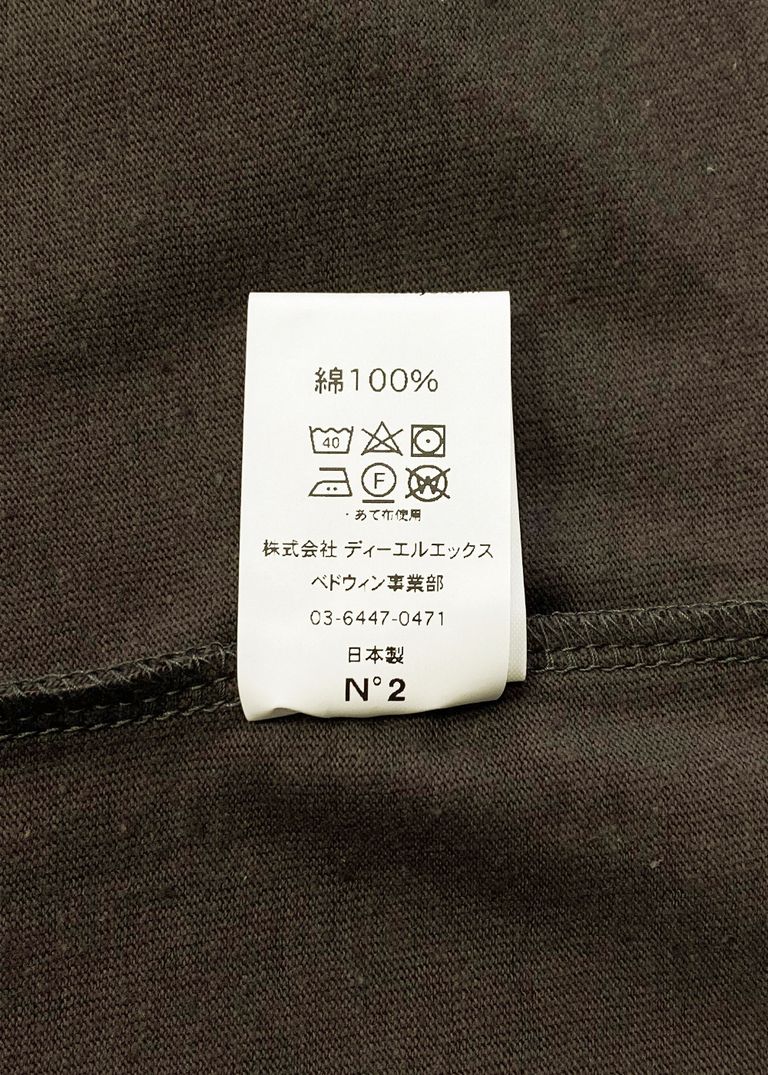 綿100%
40
F W
・あて布使用
株式会社 ディーエルエックス
ベドウィン事業部
03-6447-0471
日本製
N°2